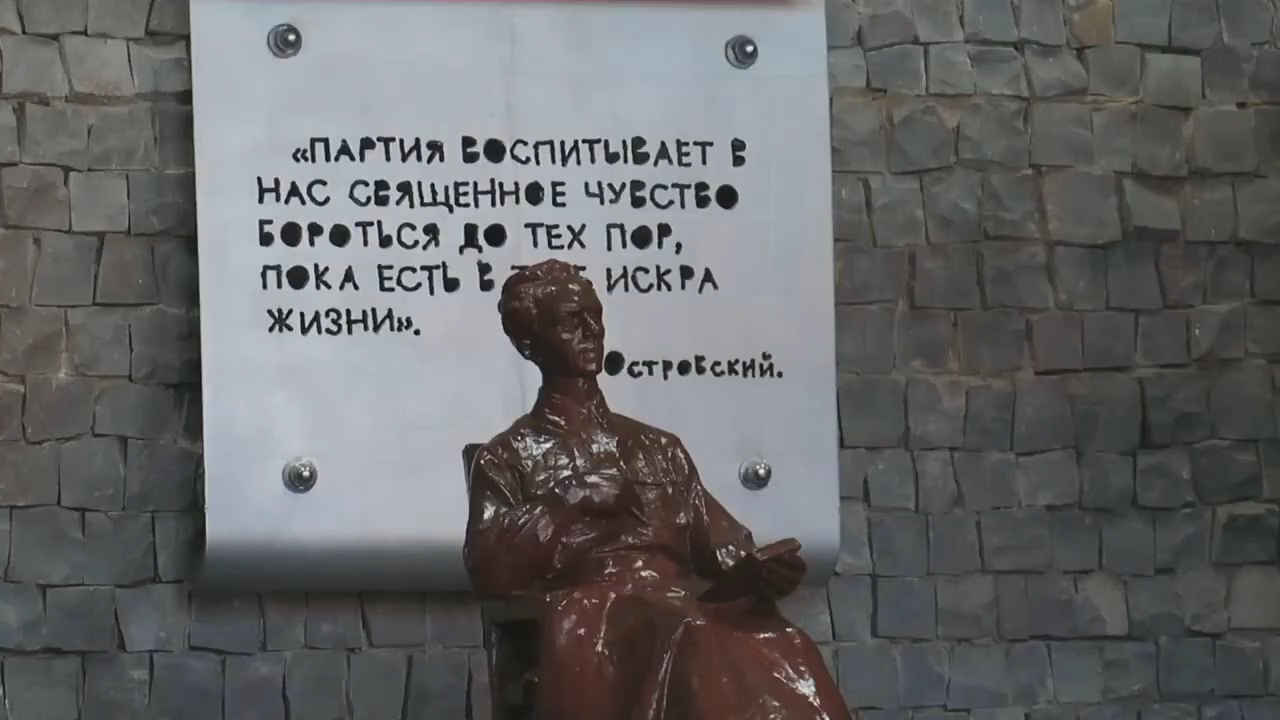 «ПАРТИЯ ВОСПИТЫВАЕТ В
НАС СВЯЩЕННОЕ ЧУВСТВО
БОРОТЬСЯ ДО ТЕХ ПОР,
ПОКА ЕСТЬ В ИСКРА
ЖИЗНИ».
Островский.